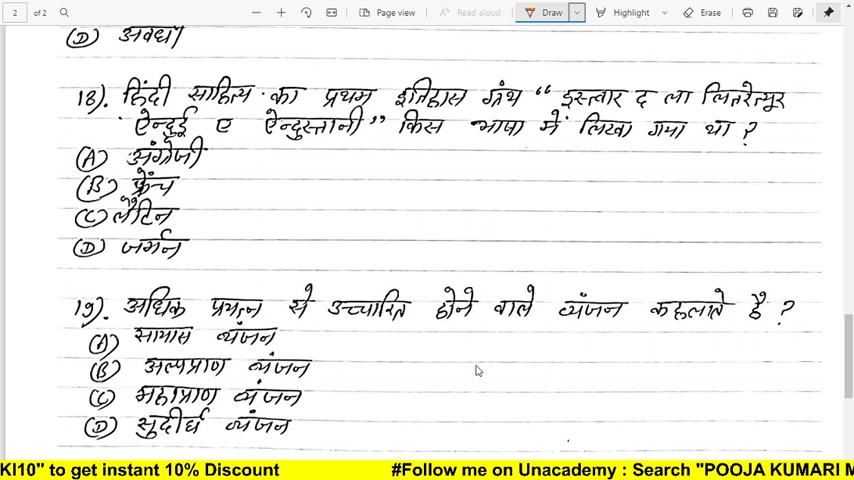 2 of 2
Page view
Read aloud
Draw
Highlight
Erase
(D) अवधी
18). हिंदी साहित्य का प्रथम इतिहास ग्रंथ “इस्त्वार द ला लितरेत्यूर
ऐन्दुई ए ऐन्दुस्तानी” किस भाषा में लिखा गया था ?
(A) अंग्रेजी
(B) फ्रेंच
(C) लैटिन
(D) जर्मन
19). अधिक प्रयत्न से उच्चारित होने वाले व्यंजन कहलाते है ?
(A) सायास व्यंजन
(B) अल्पप्राण व्यंजन
(C) महाप्राण व्यंजन
(D) सुदीर्घ व्यंजन
KI10" to get instant 10% Discount #Follow me on Unacademy : Search "POOJA KUMARI M